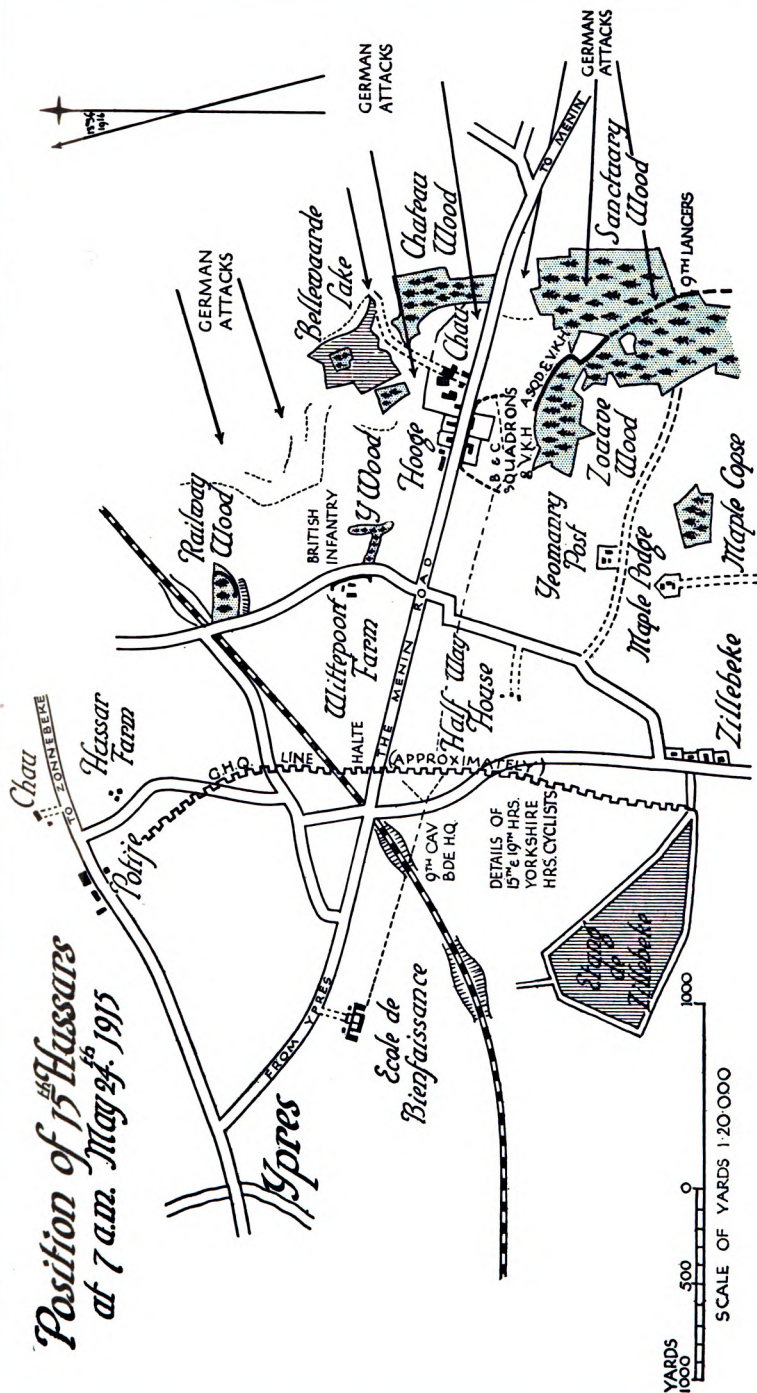 Position of 15th Hussars
at 7 a.m. May 24th. 1915
Chau
TO ZONNEBEKE
Hussar
Farm
Potije
GERMAN
ATTACKS
GERMAN
ATTACKS
GERMAN
ATTACKS
Railway
Wood
Bellewaarde
Lake
Chateau
Wood
BRITISH
INFANTRY
Y Wood
Hooge
Chau
Wittepoort
Farm
G.H.Q. LINE (APPROXIMATELY)
HALTE
THE MENIN ROAD
TO MENIN
FROM YPRES
Ypres
Ecole de
Bienfaissance
9TH CAV
BDE H.Q.
Half Way
House
B & C
SQUADRONS
& V.K.H
A SQD. & V.K.H
Sanctuary
Wood
9TH LANCERS
Zouave
Wood
Yeomanry
Post
DETAILS OF
15TH & 19TH HRS.
YORKSHIRE
HRS. CYCLISTS
Maple Lodge
Maple Copse
Zillebeke
Etang
de
Zillebeke
YARDS
1000
500
0
1000
SCALE OF YARDS 1:20·000